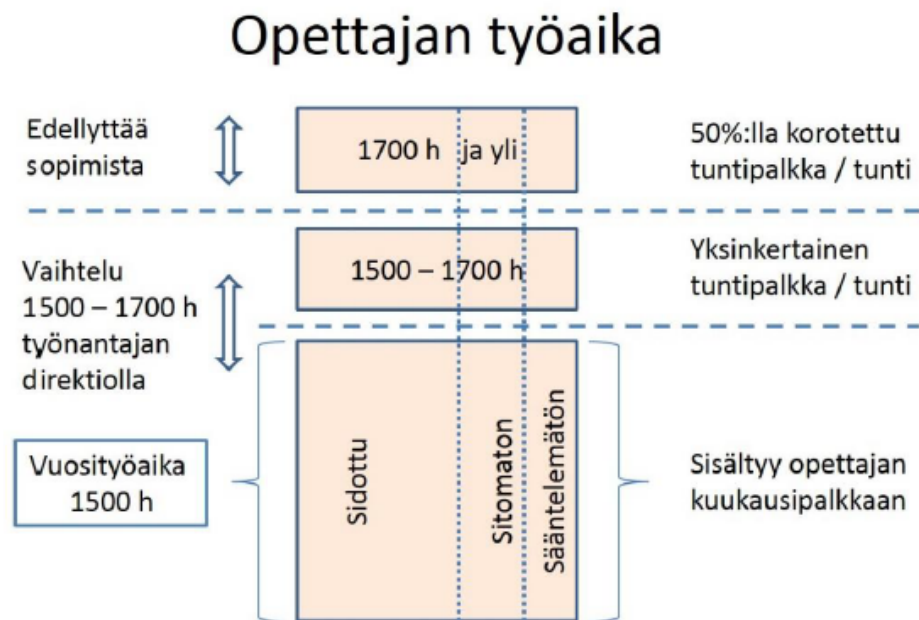 Opettajan työaika
Edellyttää
sopimista
1700 h ja yli
50%:lla korotettu
tuntipalkka / tunti
Vaihtelu
1500 – 1700 h
työnantajan
direktiolla
1500 – 1700 h
Yksinkertainen
tuntipalkka / tunti
Vuosityöaika
1500 h
Sidottu
Sitomaton
Sääntelemätön
Sisältyy opettajan
kuukausipalkkaan